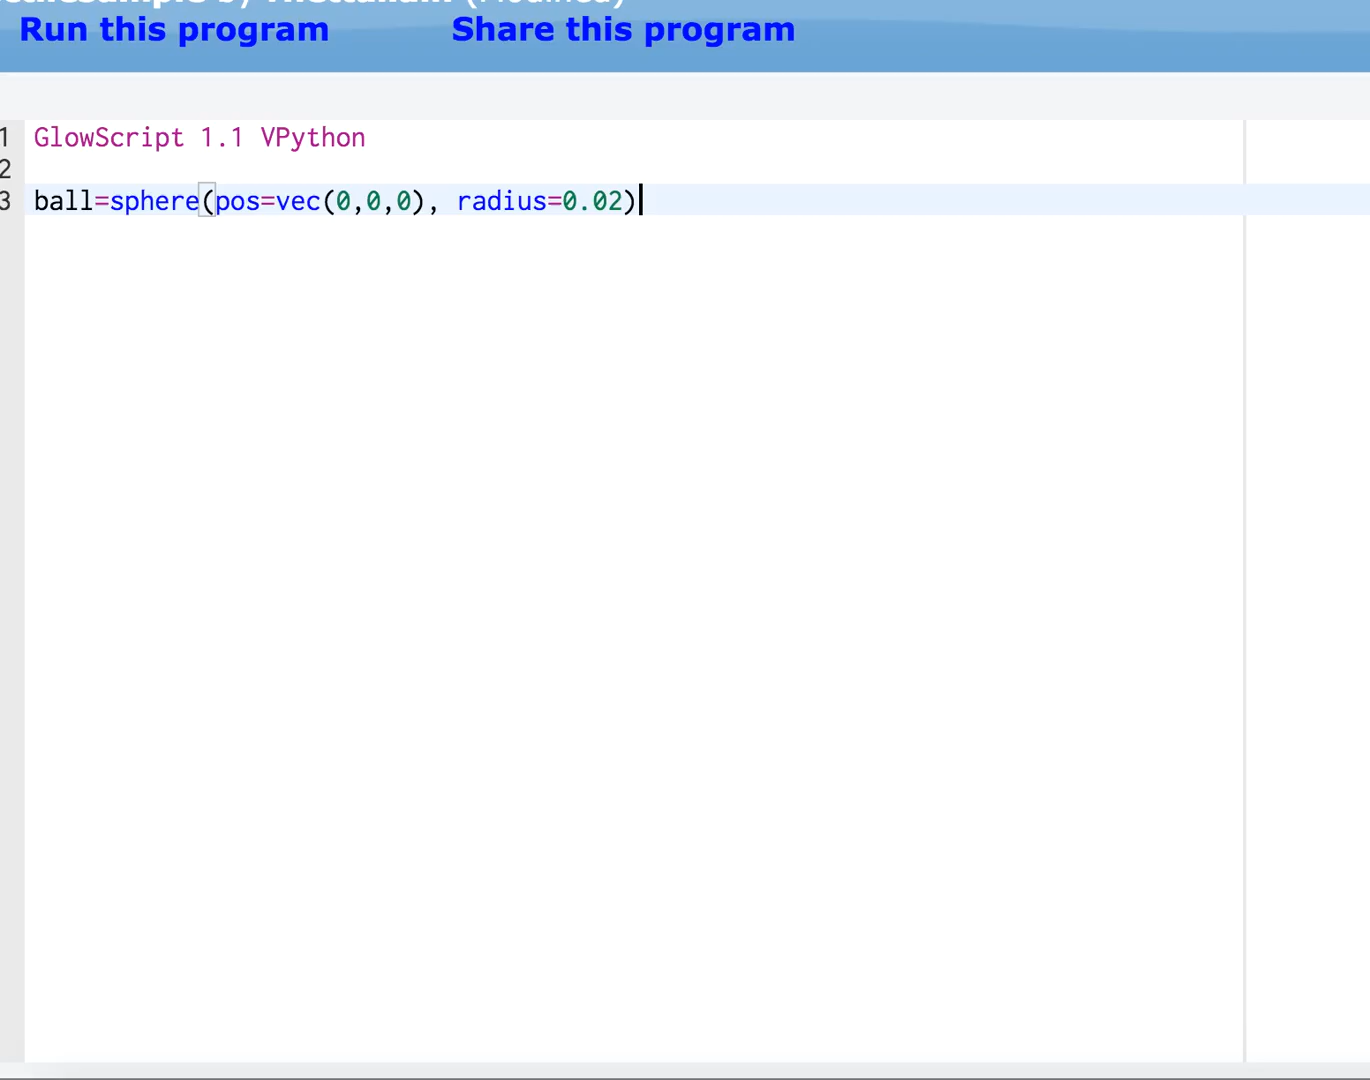 (Modified)
Run this program Share this program
1 GlowScript 1.1 VPython
2
3 ball=sphere(pos=vec(0,0,0), radius=0.02)